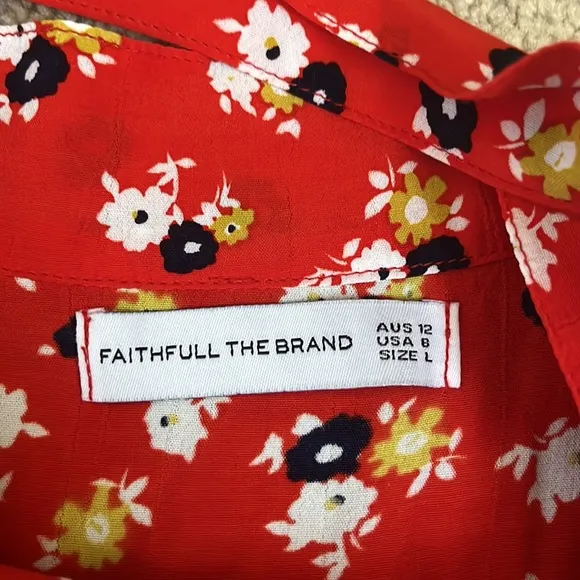 FAITHFULL THE BRAND
AUS 12
USA 8
SIZE L